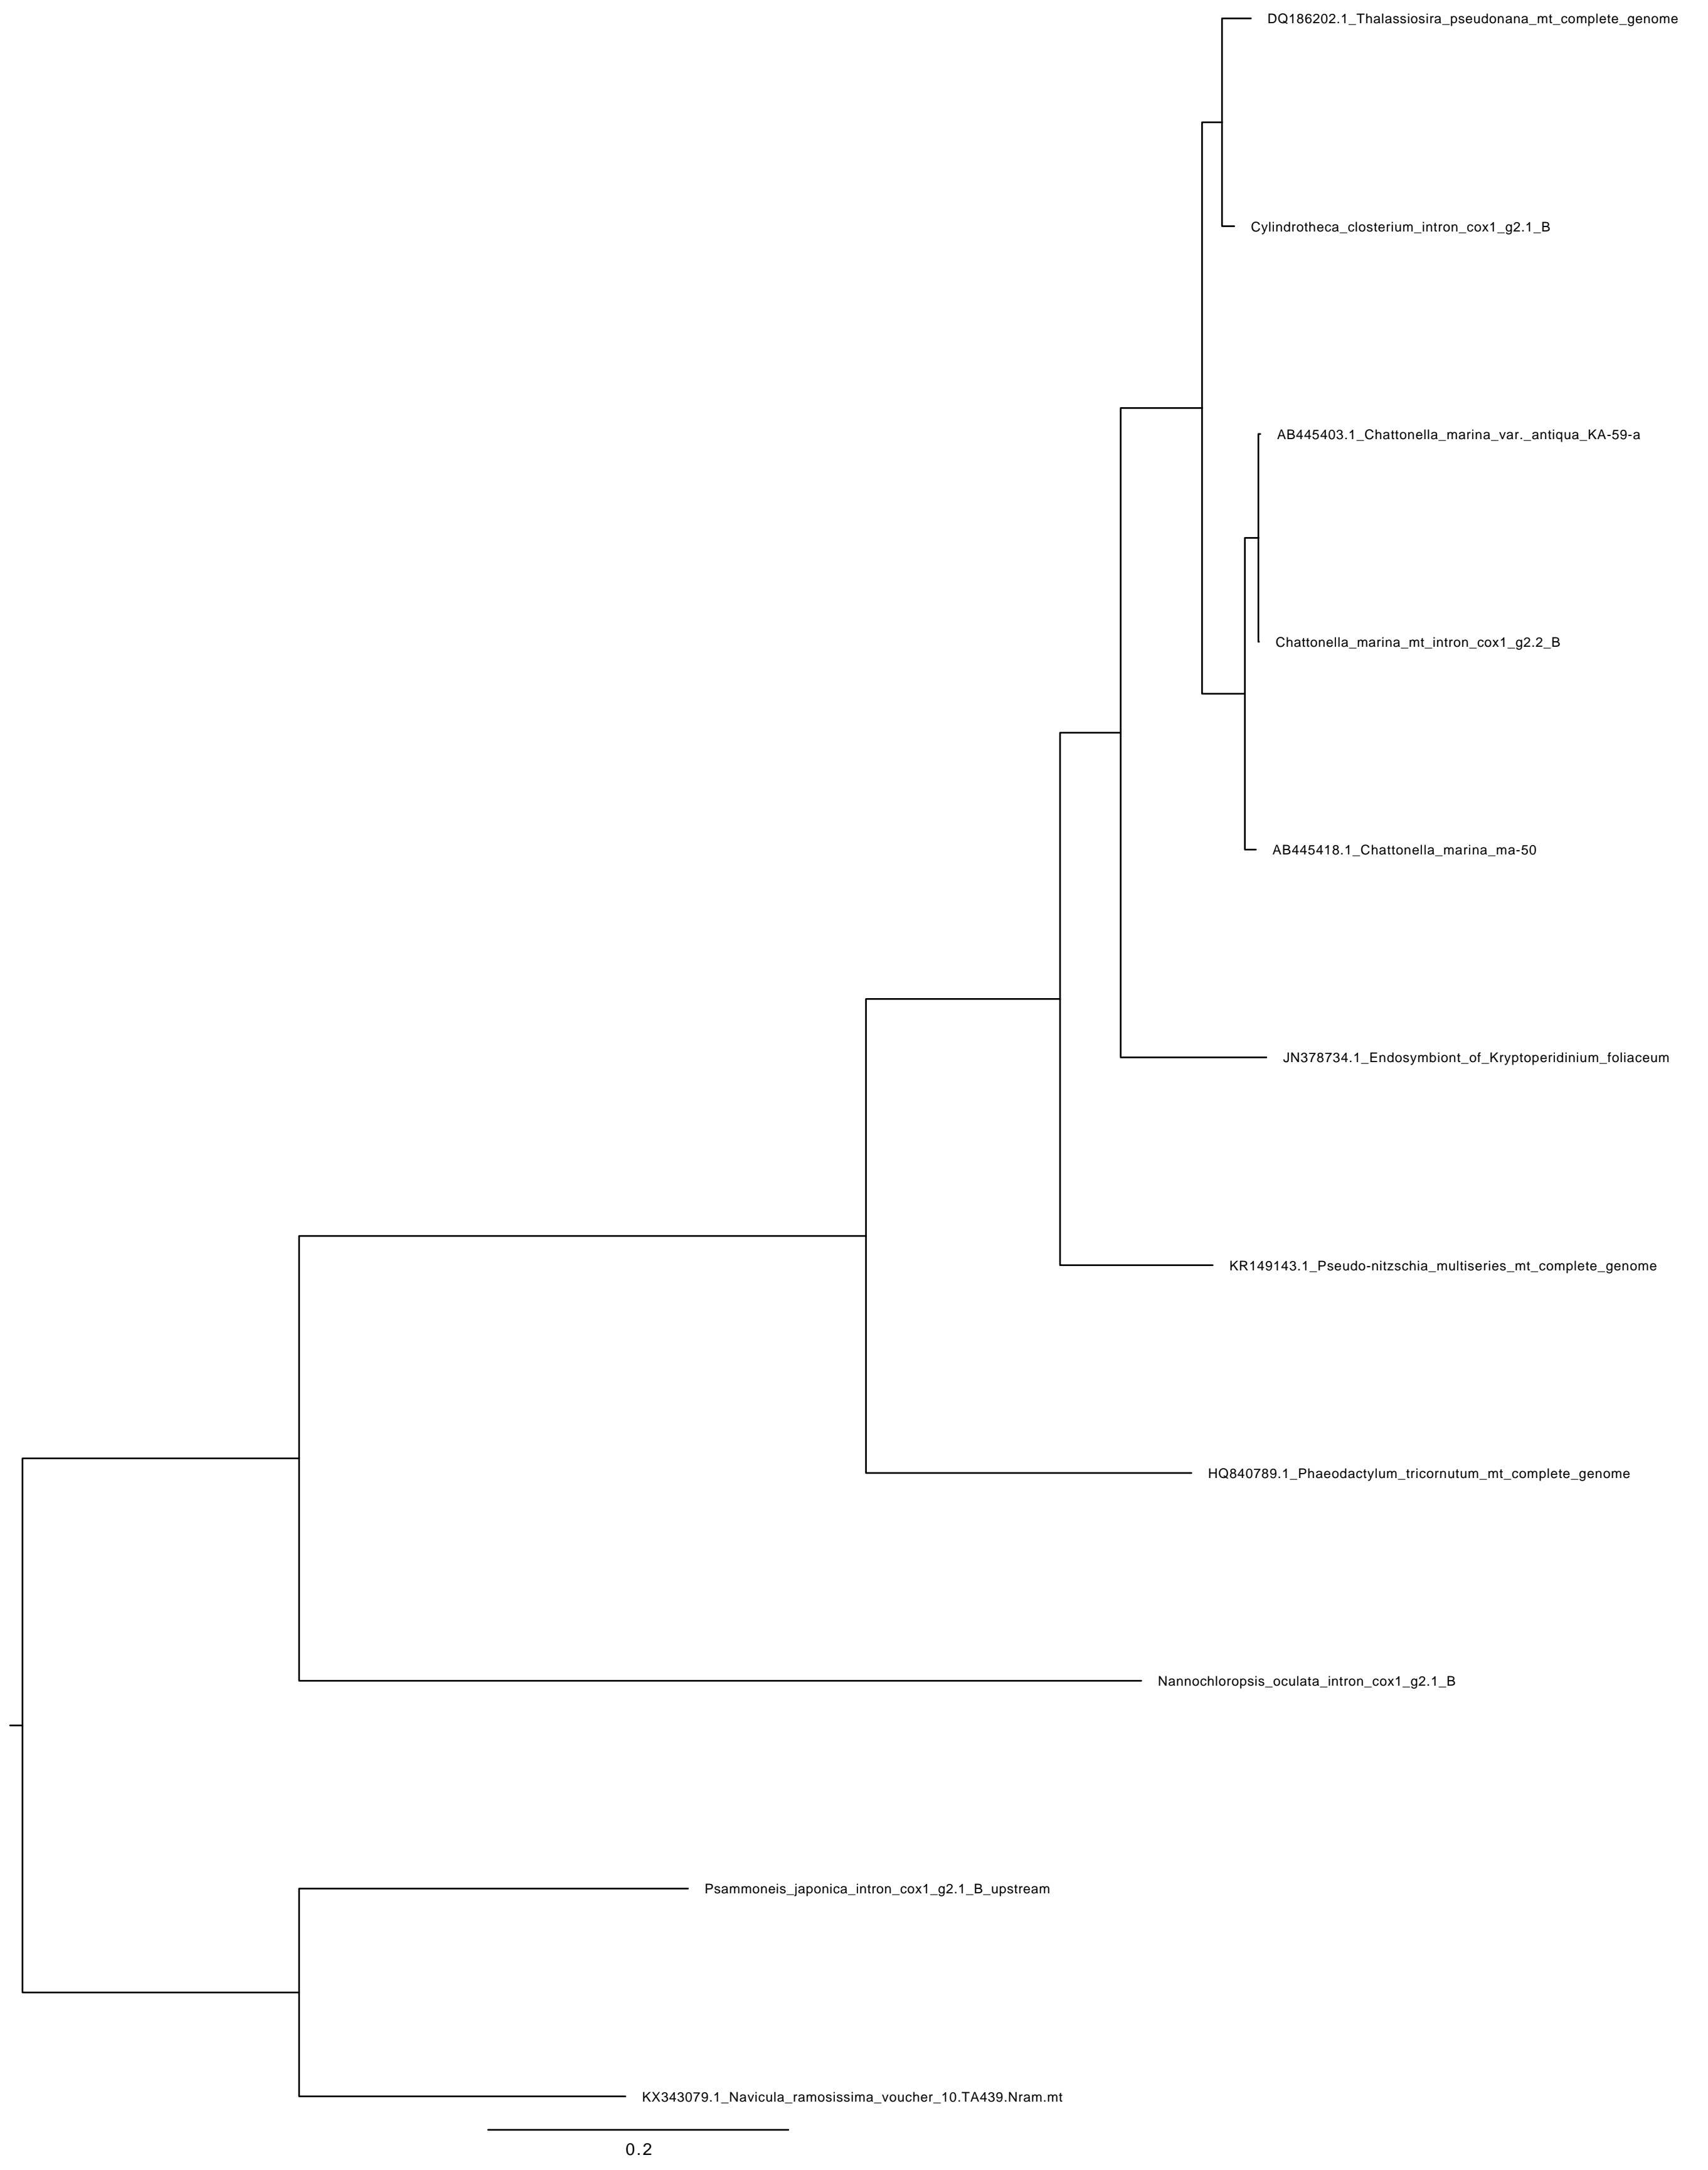 DQ186202.1_Thalassiosira_pseudonana_mt_complete_genome
Cylindrotheca_closterium_intron_cox1_g2.1_B
AB445403.1_Chattonella_marina_var._antiqua_KA-59-a
Chattonella_marina_mt_intron_cox1_g2.2_B
AB445418.1_Chattonella_marina_ma-50
JN378734.1_Endosymbiont_of_Kryptoperidinium_foliaceum
KR149143.1_Pseudo-nitzschia_multiseries_mt_complete_genome
HQ840789.1_Phaeodactylum_tricornutum_mt_complete_genome
Nannochloropsis_oculata_intron_cox1_g2.1_B
Psammoneis_japonica_intron_cox1_g2.1_B_upstream
KX343079.1_Navicula_ramosissima_voucher_10.TA439.Nram.mt
0.2